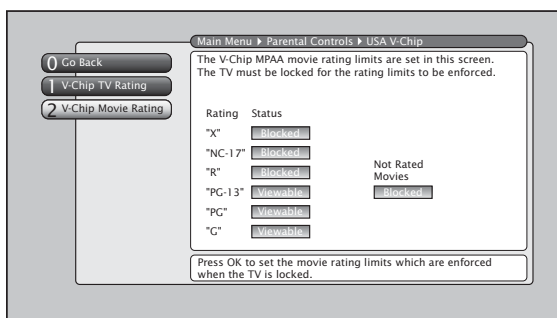 Main Menu ▶ Parental Controls ▶ USA V-Chip
0 Go Back
1 V-Chip TV Rating
2 V-Chip Movie Rating
The V-Chip MPAA movie rating limits are set in this screen.
The TV must be locked for the rating limits to be enforced.
Rating Status
"X" Blocked
"NC-17" Blocked
"R" Blocked
"PG-13" Viewable
"PG" Viewable
"G" Viewable
Not Rated
Movies
Blocked
Press OK to set the movie rating limits which are enforced
when the TV is locked.